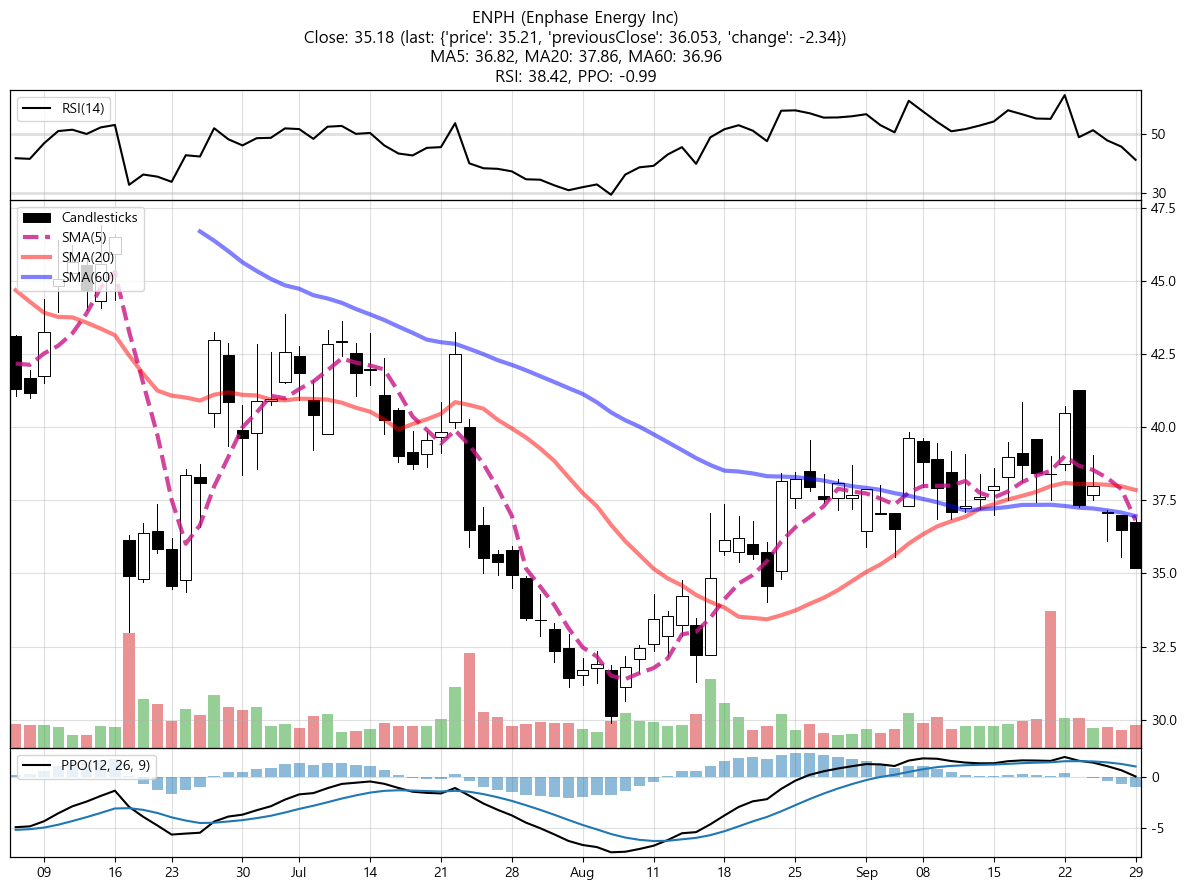 ENPH (Enphase Energy Inc)
Close: 35.18 (last: {'price': 35.21, 'previousClose': 36.053, 'change': -2.34})
MA5: 36.82, MA20: 37.86, MA60: 36.96
RSI: 38.42, PPO: -0.99
RSI(14)
50
30
Candlesticks
SMA(5)
SMA(20)
SMA(60)
47.5
45.0
42.5
40.0
37.5
35.0
32.5
30.0
PPO(12, 26, 9)
0
-5
09 16 23 30 Jul 14 21 28 Aug 11 18 25 Sep 08 15 22 29